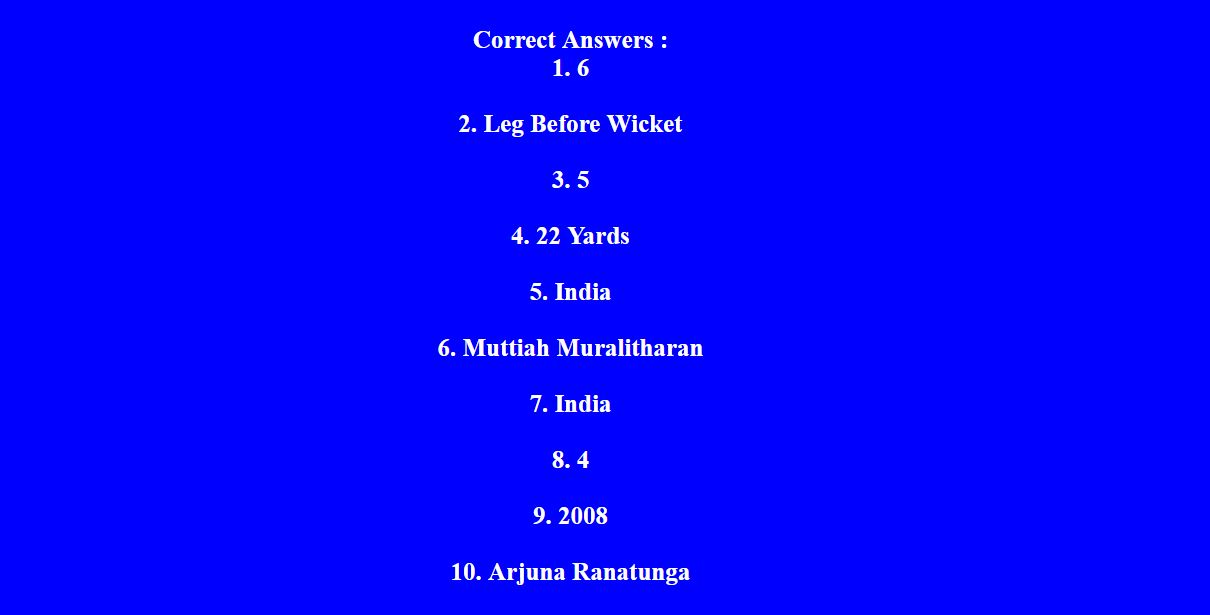 Correct Answers :
1. 6
2. Leg Before Wicket
3. 5
4. 22 Yards
5. India
6. Muttiah Muralitharan
7. India
8. 4
9. 2008
10. Arjuna Ranatunga